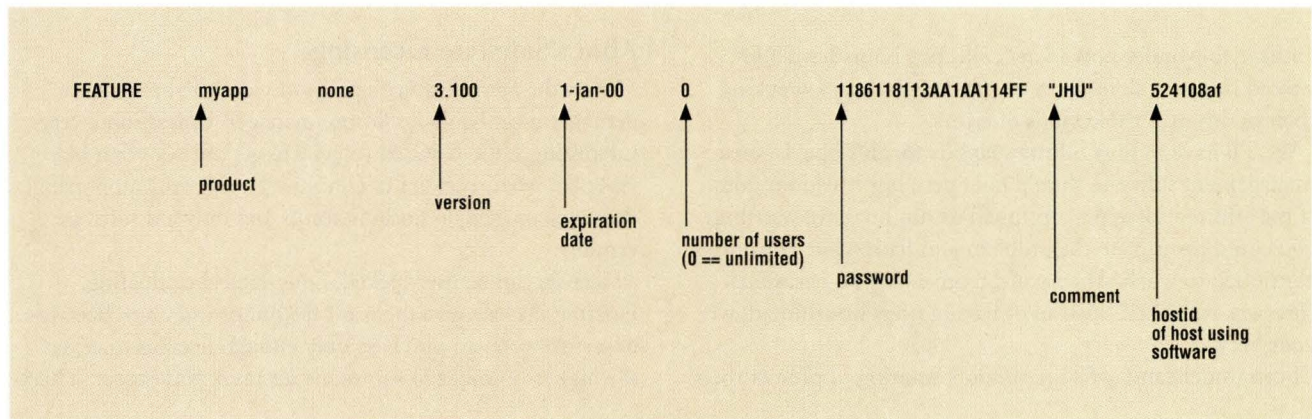 FEATURE myapp none 3.100 1-jan-00 0 1186118113AA1AA114FF "JHU" 524108af
product
version
expiration
date
number of users
(0 == unlimited)
password
comment
hostid
of host using
software